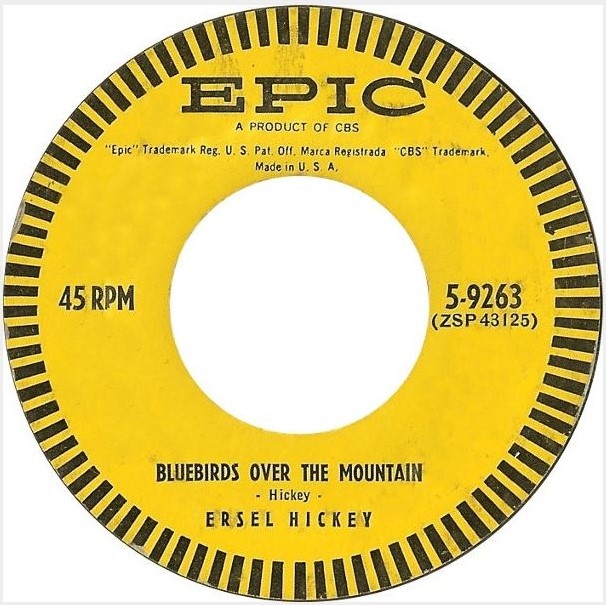 EPIC
A PRODUCT OF CBS
"Epic" Trademark Reg. U. S. Pat. Off. Marca Registrada "CBS" Trademark.
Made in U. S. A.
45 RPM
5-9263
(ZSP 43125)
BLUEBIRDS OVER THE MOUNTAIN
- Hickey -
ERSEL HICKEY